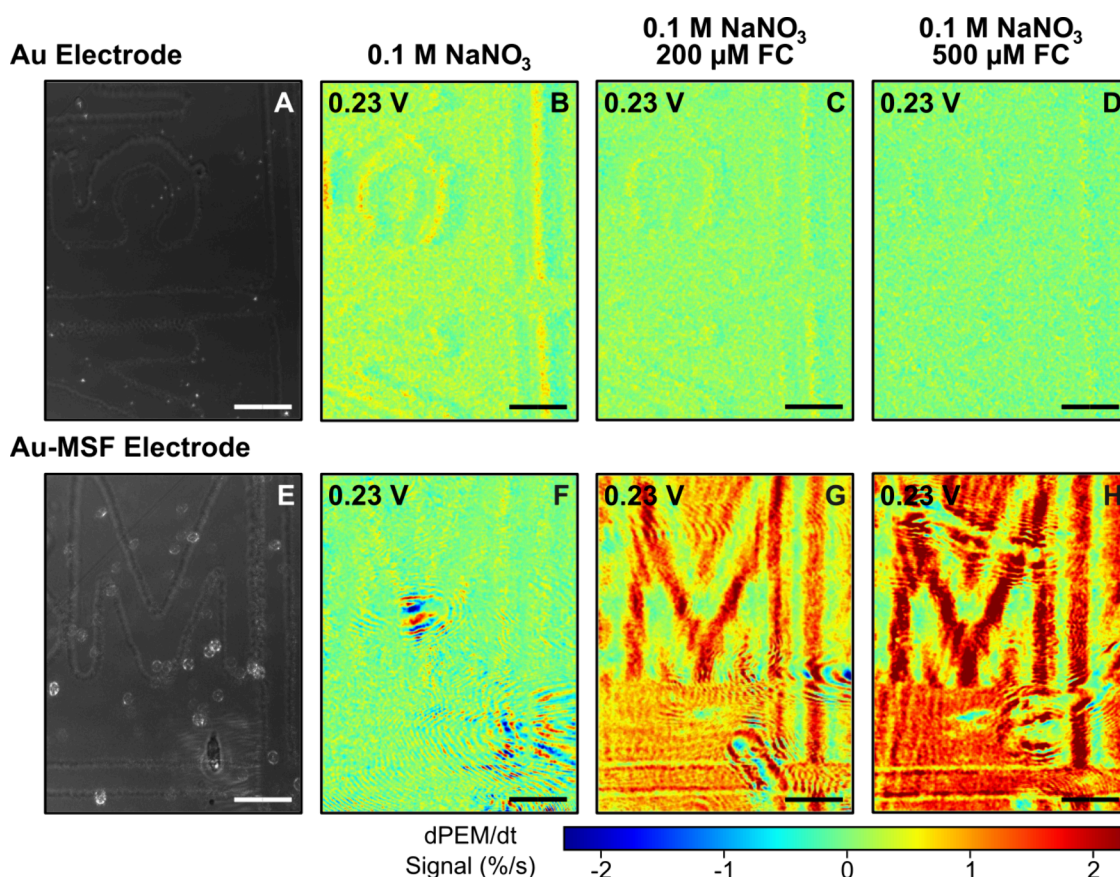 Au Electrode
0.1 M NaNO₃
0.1 M NaNO₃
200 µM FC
0.1 M NaNO₃
500 µM FC
A
0.23 V B
0.23 V C
0.23 V D
Au-MSF Electrode
E
0.23 V F
0.23 V G
0.23 V H
dPEM/dt
Signal (%/s)
-2 -1 0 1 2